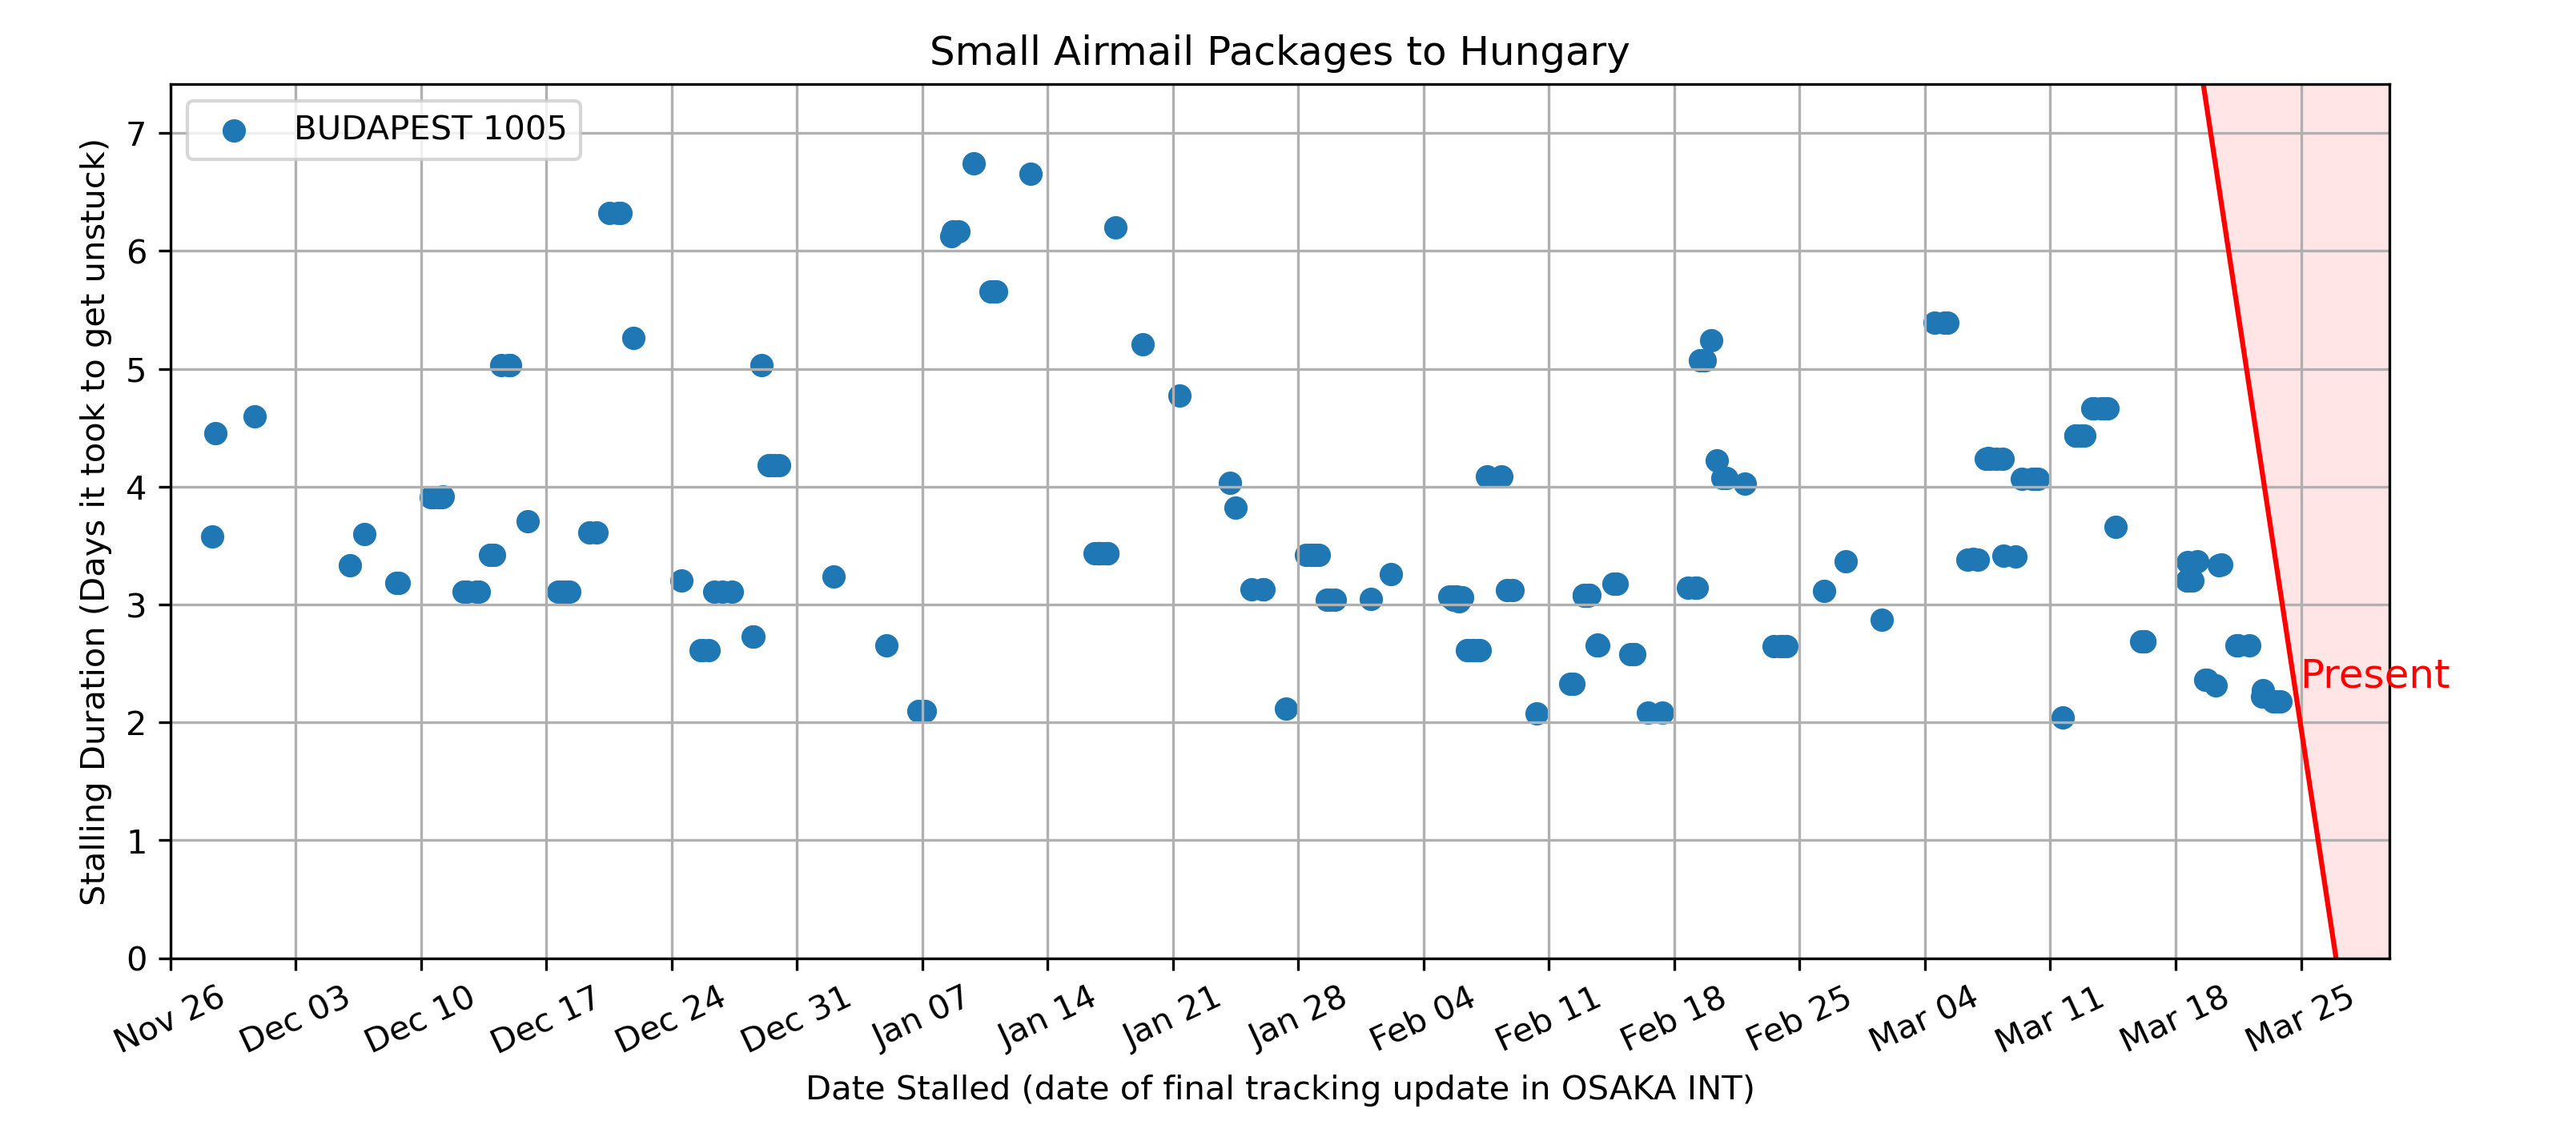 Small Airmail Packages to Hungary
BUDAPEST 1005
Stalling Duration (Days it took to get unstuck)
7
6
5
4
3
2
1
0
Present
Nov 26
Dec 03
Dec 10
Dec 17
Dec 24
Dec 31
Jan 07
Jan 14
Jan 21
Jan 28
Feb 04
Feb 11
Feb 18
Feb 25
Mar 04
Mar 11
Mar 18
Mar 25
Date Stalled (date of final tracking update in OSAKA INT)